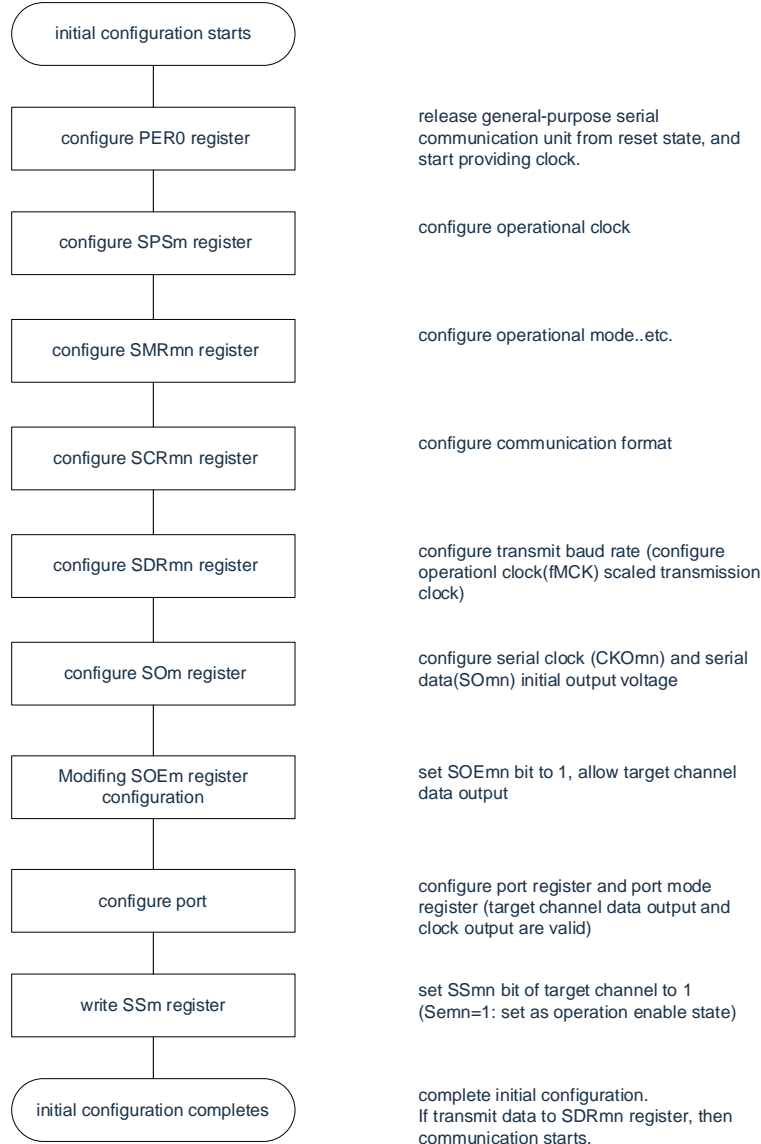 initial configuration starts
configure PER0 register
release general-purpose serial
communication unit from reset state, and
start providing clock.
configure SPSm register
configure operational clock
configure SMRmn register
configure operational mode..etc.
configure SCRmn register
configure communication format
configure SDRmn register
configure transmit baud rate (configure
operationl clock(fMCK) scaled transmission
clock)
configure SOm register
configure serial clock (CKOmn) and serial
data(SOmn) initial output voltage
Modifing SOEm register
configuration
set SOEmn bit to 1, allow target channel
data output
configure port
configure port register and port mode
register (target channel data output and
clock output are valid)
write SSm register
set SSmn bit of target channel to 1
(Semn=1: set as operation enable state)
initial configuration completes
complete initial configuration.
If transmit data to SDRmn register, then
communication starts.